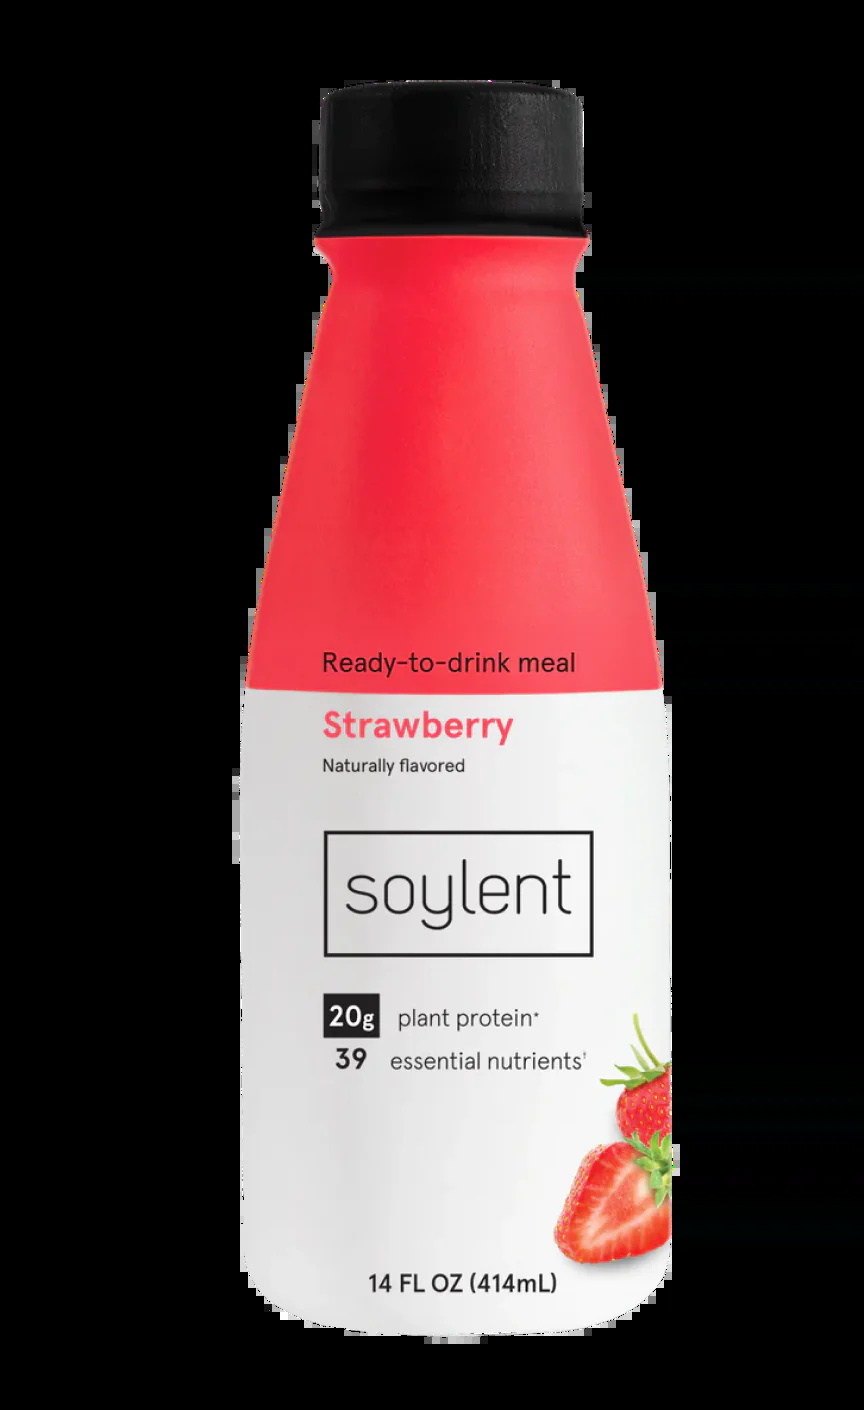 Ready-to-drink meal
Strawberry
Naturally flavored
soylent
20g plant protein*
39 essential nutrients†
14 FL OZ (414mL)